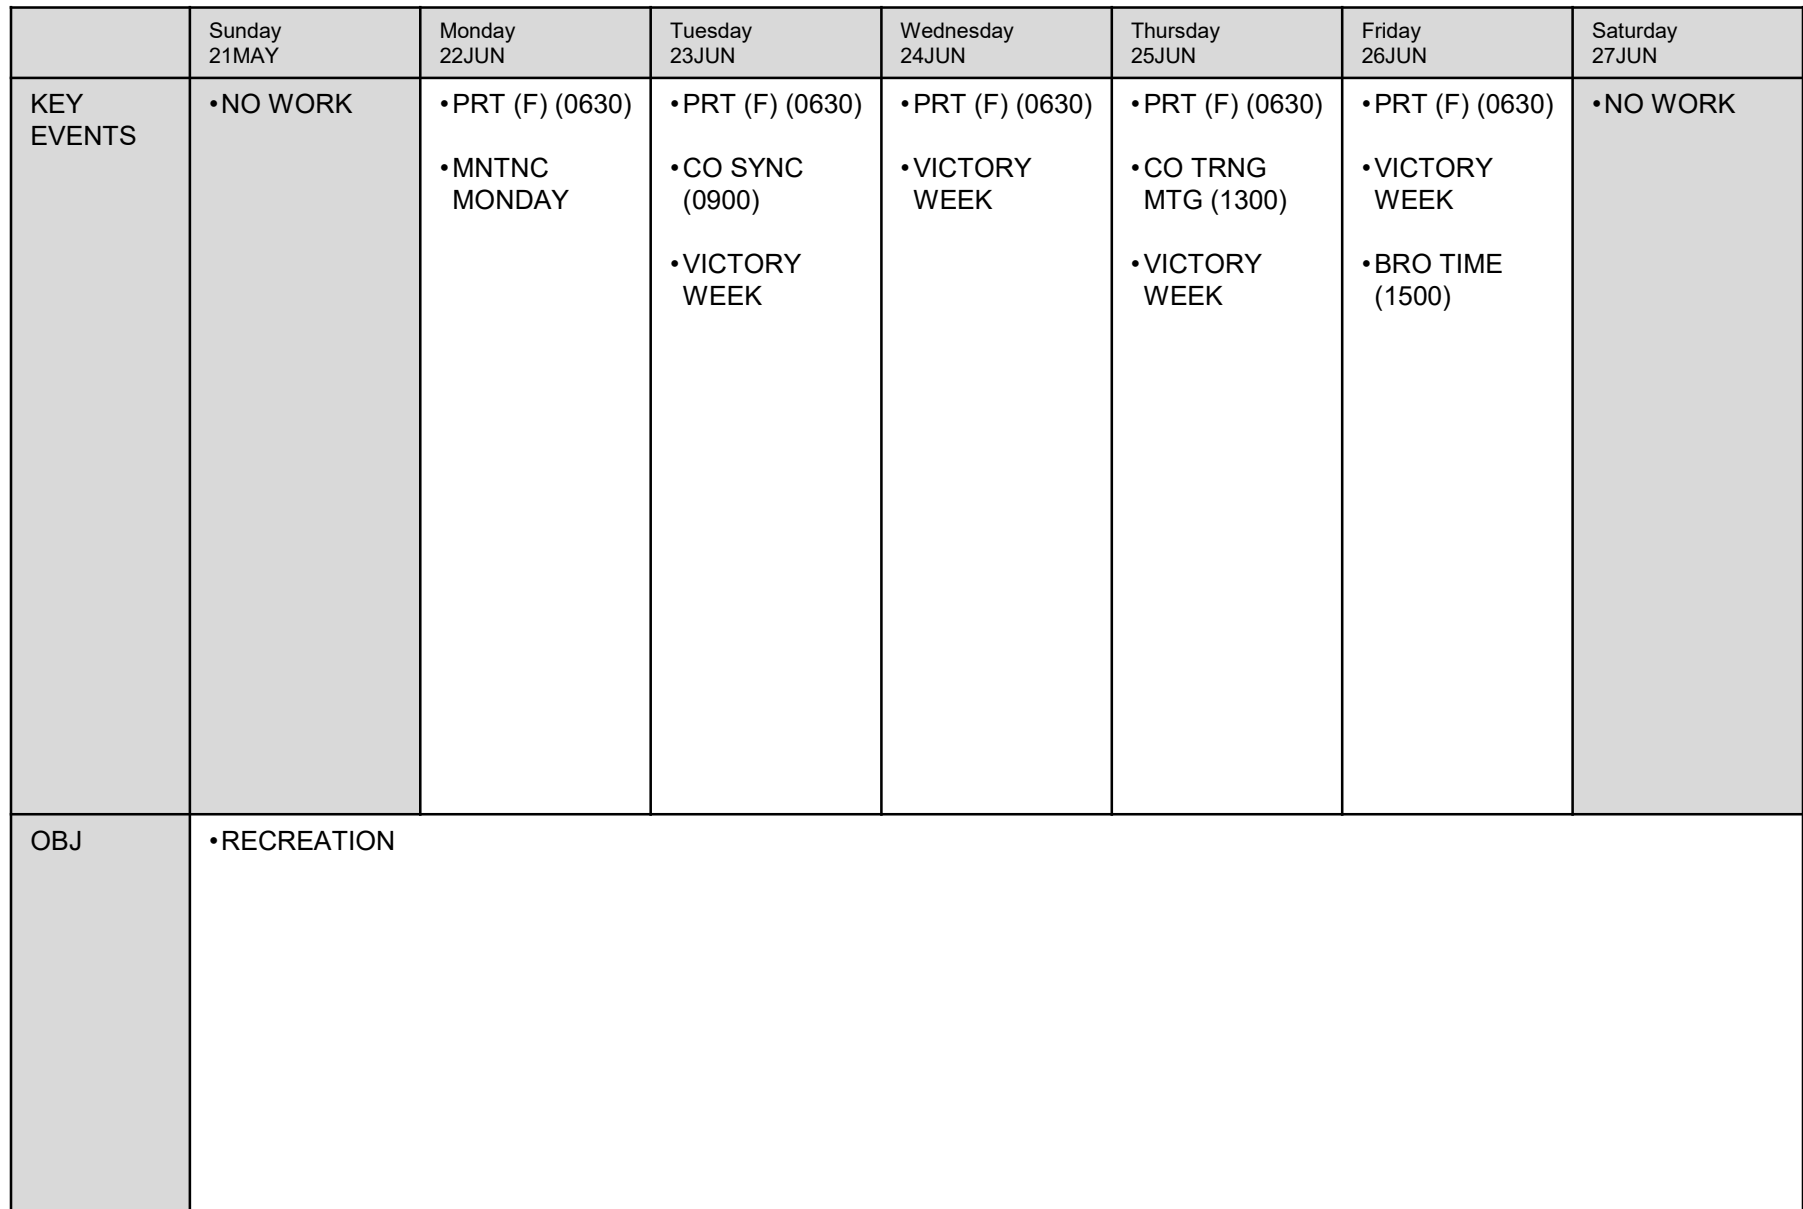 Sunday
21MAY
Monday
22JUN
Tuesday
23JUN
Wednesday
24JUN
Thursday
25JUN
Friday
26JUN
Saturday
27JUN
KEY
EVENTS
•NO WORK
•PRT (F) (0630)
•MNTNC
MONDAY
•PRT (F) (0630)
•CO SYNC
(0900)
•VICTORY
WEEK
•PRT (F) (0630)
•VICTORY
WEEK
•PRT (F) (0630)
•CO TRNG
MTG (1300)
•VICTORY
WEEK
•PRT (F) (0630)
•VICTORY
WEEK
•BRO TIME
(1500)
•NO WORK
OBJ
•RECREATION